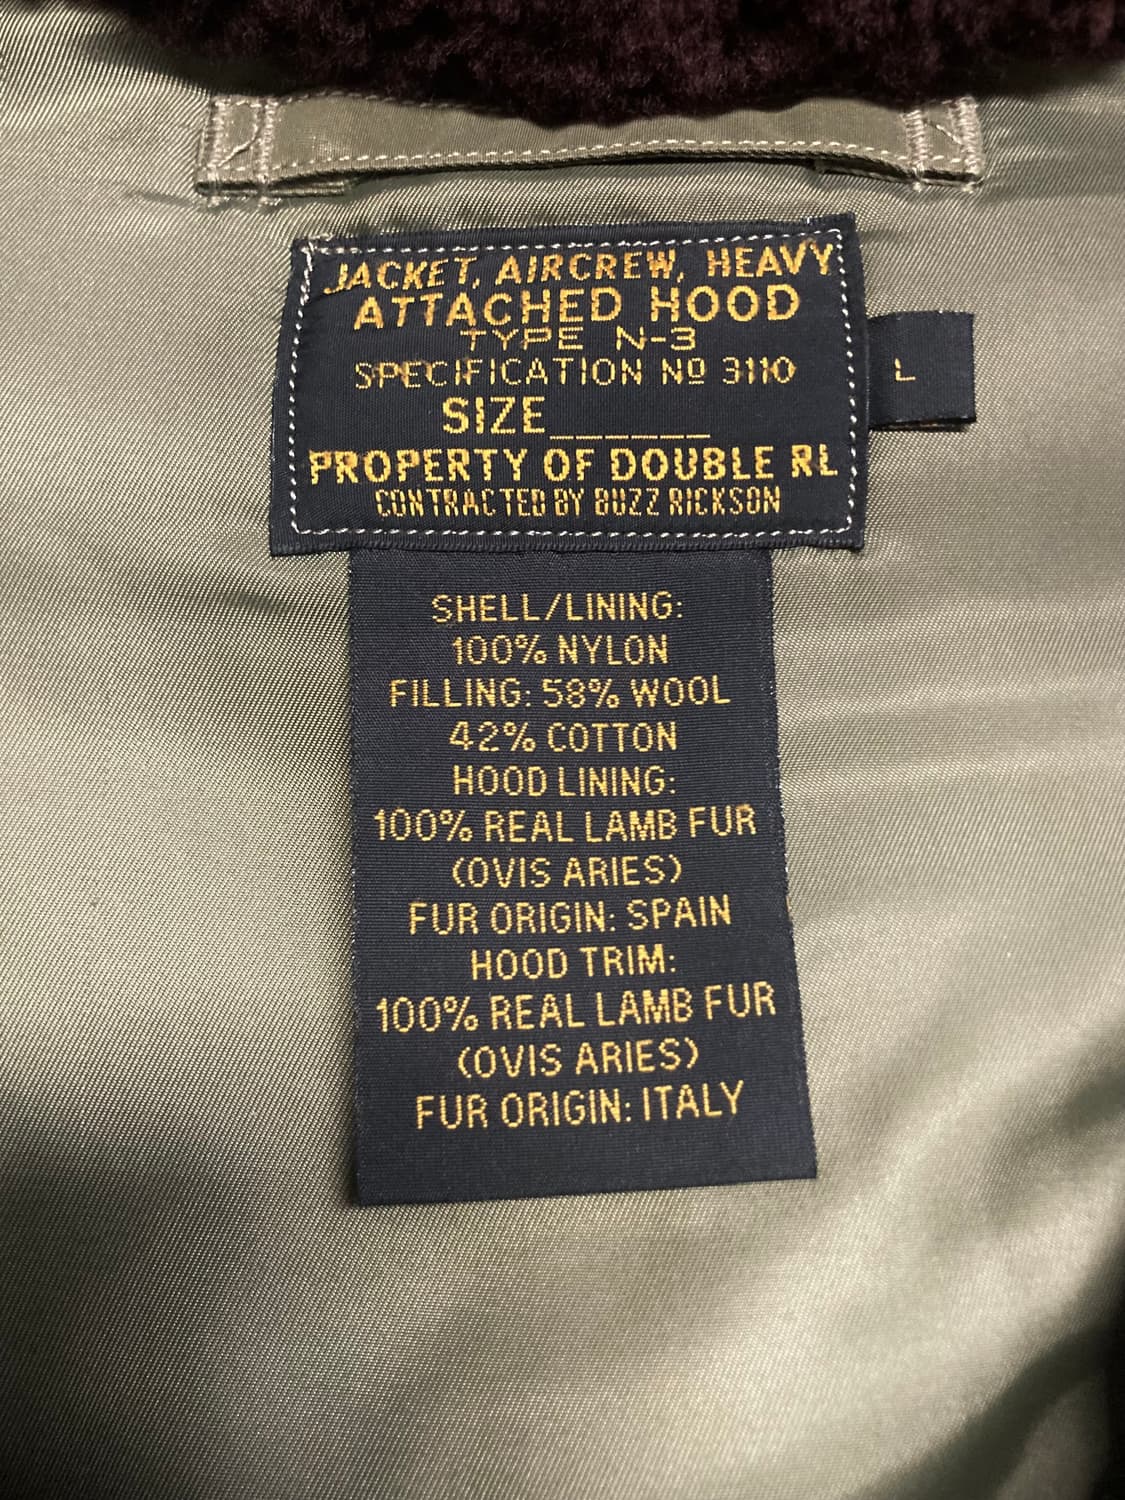 JACKET, AIRCREW, HEAVY
ATTACHED HOOD
TYPE N-3
SPECIFICATION Nº 3110
SIZE______
L
PROPERTY OF DOUBLE RL
CONTRACTED BY BUZZ RICKSON
SHELL/LINING:
100% NYLON
FILLING: 58% WOOL
42% COTTON
HOOD LINING:
100% REAL LAMB FUR
(OVIS ARIES)
FUR ORIGIN: SPAIN
HOOD TRIM:
100% REAL LAMB FUR
(OVIS ARIES)
FUR ORIGIN: ITALY